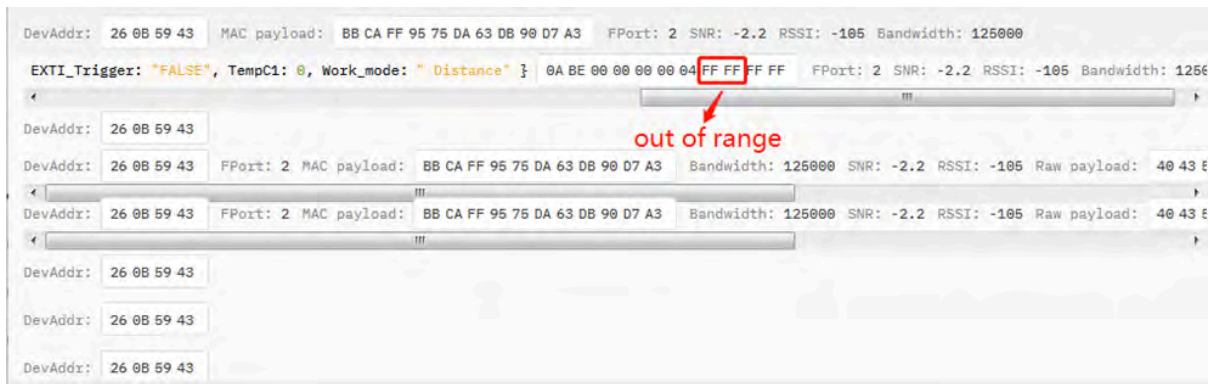 DevAddr: 26 0B 59 43 MAC payload: BB CA FF 95 75 DA 63 DB 90 D7 A3 FPort: 2 SNR: -2.2 RSSI: -105 Bandwidth: 125000
EXTI_Trigger: "FALSE", TempC1: 0, Work_mode: " Distance" } 0A BE 00 00 00 00 04 FF FF FF FF FPort: 2 SNR: -2.2 RSSI: -105 Bandwidth: 1250
DevAddr: 26 0B 59 43
out of range
DevAddr: 26 0B 59 43 FPort: 2 MAC payload: BB CA FF 95 75 DA 63 DB 90 D7 A3 Bandwidth: 125000 SNR: -2.2 RSSI: -105 Raw payload: 40 43
DevAddr: 26 0B 59 43 FPort: 2 MAC payload: BB CA FF 95 75 DA 63 DB 90 D7 A3 Bandwidth: 125000 SNR: -2.2 RSSI: -105 Raw payload: 40 43
DevAddr: 26 0B 59 43
DevAddr: 26 0B 59 43
DevAddr: 26 0B 59 43